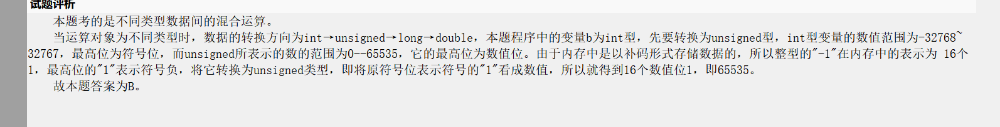 试题评析
本题考的是不同类型数据间的混合运算。
当运算对象为不同类型时，数据的转换方向为int→unsigned→long→double，本题程序中的变量b为int型，先要转换为unsigned型，int型变量的数值范围为-32768~
32767，最高位为符号位，而unsigned所表示的数的范围为0--65535，它的最高位为数值位。由于内存中是以补码形式存储数据的，所以整型的"-1"在内存中的表示为 16个
1，最高位的"1"表示符号负，将它转换为unsigned类型，即将原符号位表示符号的"1"看成数值，所以就得到16个数值位1，即65535。
故本题答案为B。